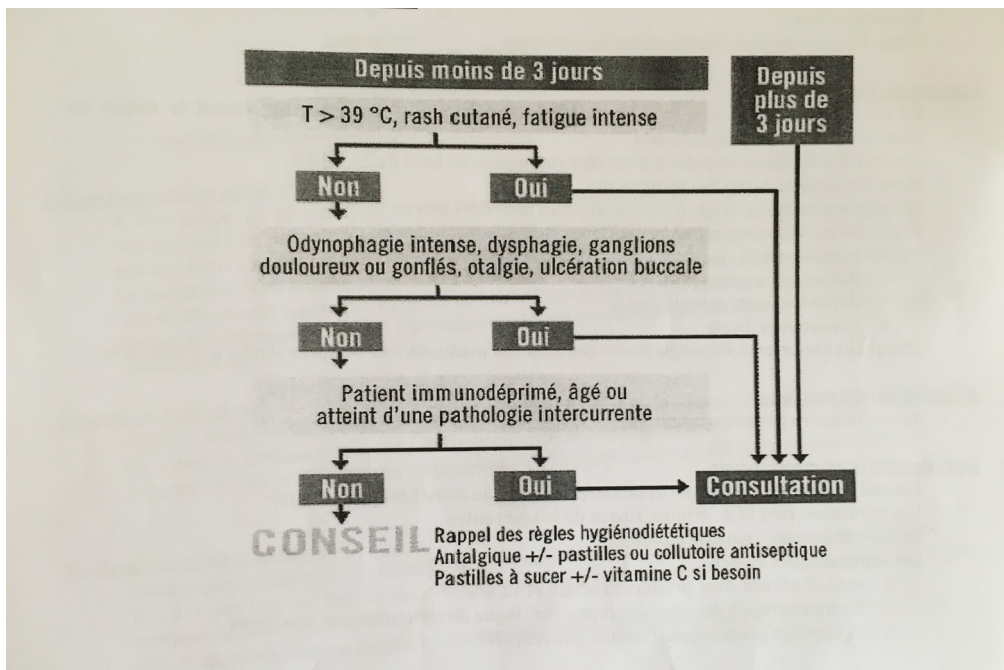 Depuis moins de 3 jours
Depuis
plus de
3 jours
T > 39 °C, rash cutané, fatigue intense
Non
Oui
Odynophagie intense, dysphagie, ganglions
douloureux ou gonflés, otalgie, ulcération buccale
Non
Oui
Patient immunodéprimé, âgé ou
atteint d'une pathologie intercurrente
Non
Oui
Consultation
CONSEIL
Rappel des règles hygiénodiététiques
Antalgique +/- pastilles ou collutoire antiseptique
Pastilles à sucer +/- vitamine C si besoin